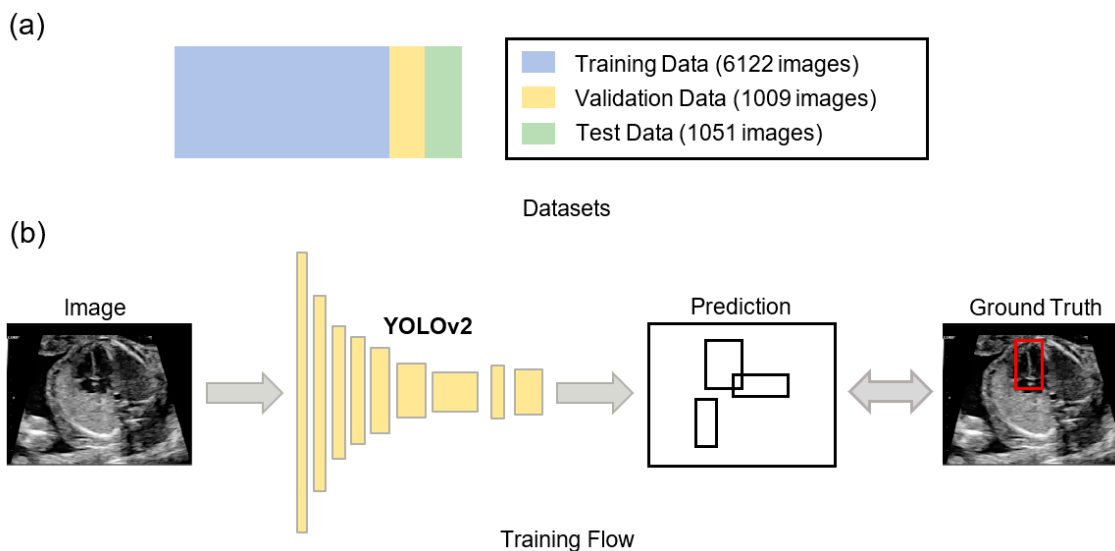 (a)
Training Data (6122 images)
Validation Data (1009 images)
Test Data (1051 images)
Datasets
(b)
Image
YOLOv2
Prediction
Ground Truth
Training Flow